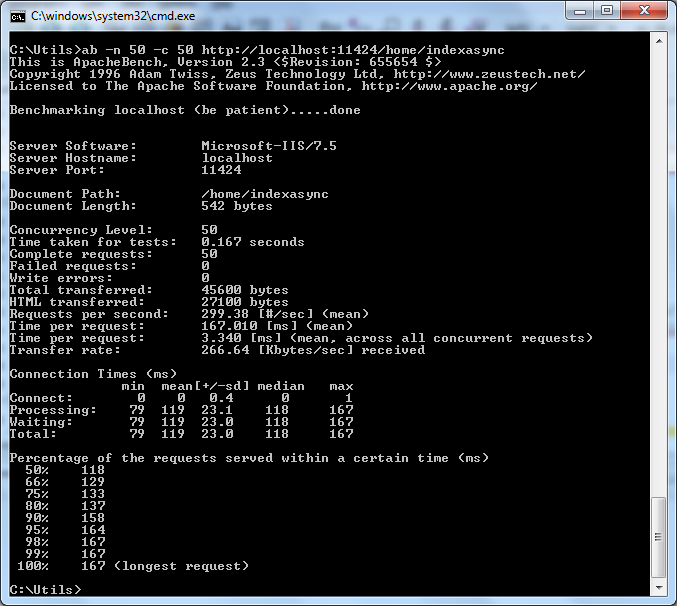 C:\windows\system32\cmd.exe
C:\Utils>ab -n 50 -c 50 http://localhost:11424/home/indexasync
This is ApacheBench, Version 2.3 <$Revision: 655654 $>
Copyright 1996 Adam Twiss, Zeus Technology Ltd, http://www.zeustech.net/
Licensed to The Apache Software Foundation, http://www.apache.org/
Benchmarking localhost (be patient).....done
Server Software:        Microsoft-IIS/7.5
Server Hostname:        localhost
Server Port:            11424
Document Path:          /home/indexasync
Document Length:        542 bytes
Concurrency Level:      50
Time taken for tests:   0.167 seconds
Complete requests:      50
Failed requests:        0
Write errors:           0
Total transferred:      45600 bytes
HTML transferred:       27100 bytes
Requests per second:    299.38 [#/sec] (mean)
Time per request:       167.010 [ms] (mean)
Time per request:       3.340 [ms] (mean, across all concurrent requests)
Transfer rate:          266.64 [Kbytes/sec] received
Connection Times (ms)
              min  mean[+/-sd] median   max
Connect:        0    0   0.4      0       1
Processing:    79  119  23.1    118     167
Waiting:       79  119  23.0    118     167
Total:         79  119  23.0    118     167
Percentage of the requests served within a certain time (ms)
  50%    118
  66%    129
  75%    133
  80%    137
  90%    158
  95%    164
  98%    167
  99%    167
 100%    167 (longest request)
C:\Utils>